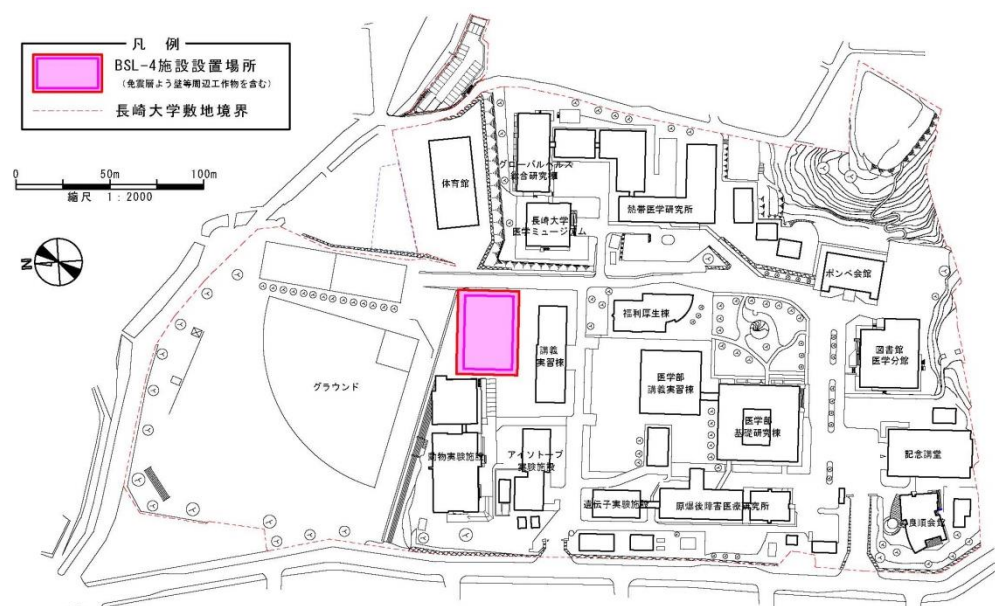 凡 例
BSL-4施設設置場所
(免震層よう壁等周辺工作物を含む)
長崎大学敷地境界
0 50m 100m
縮尺 1:2000
N
体育館
グローバルヘルス
総合研究棟
長崎大学
医学ミュージアム
熱帯医学研究所
ポンペ会館
福利厚生棟
講義
実習棟
グラウンド
医学部
講義実習棟
図書館
医学分館
医学部
基礎研究棟
動物実験施設
アイソトープ
実験施設
記念講堂
遺伝子実験施設
原爆後障害医療研究所
良順会館